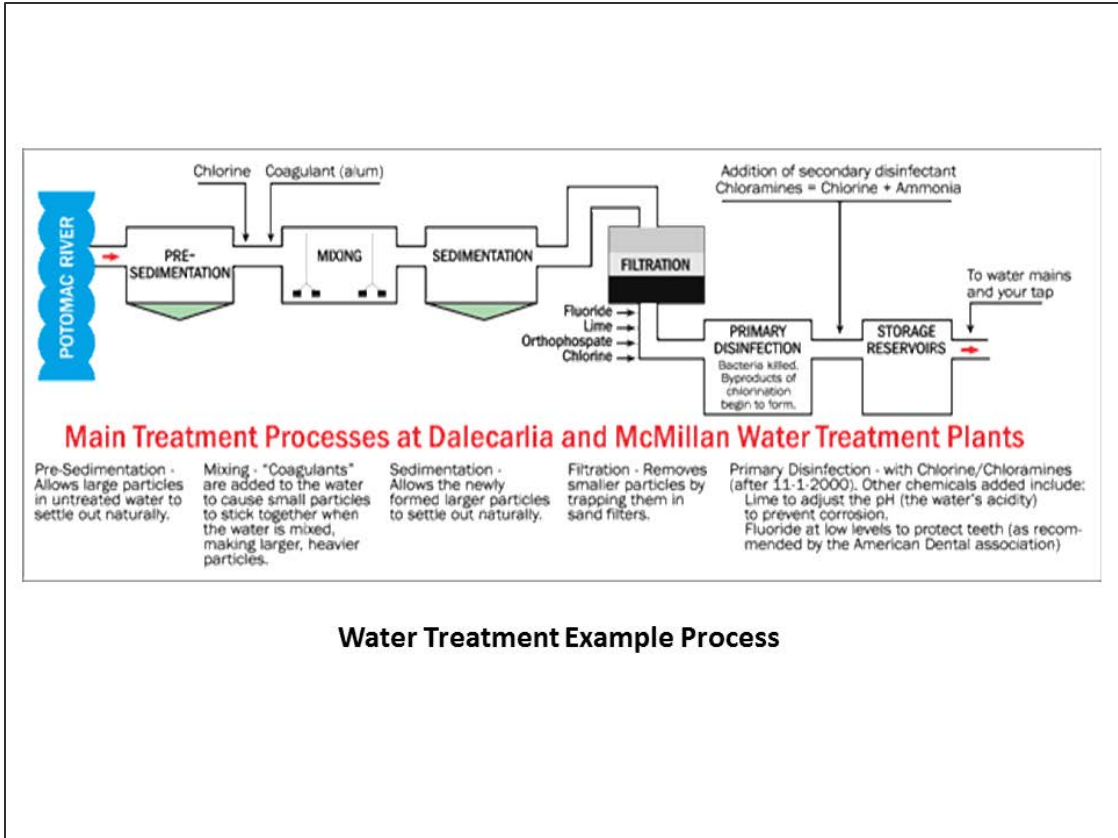 Chlorine
Coagulant (alum)
Addition of secondary disinfectant
Chloramines = Chlorine + Ammonia
POTOMAC RIVER
PRE-
SEDIMENTATION
MIXING
SEDIMENTATION
FILTRATION
To water mains
and your tap
Fluoride
Lime
Orthophospate
Chlorine
PRIMARY
DISINFECTION
Bacteria killed.
Byproducts of
chlorination
begin to form.
STORAGE
RESERVOIRS
Main Treatment Processes at Dalecarlia and McMillan Water Treatment Plants
Pre-Sedimentation -
Allows large particles
in untreated water to
settle out naturally.
Mixing - "Coagulants"
are added to the water
to cause small particles
to stick together when
the water is mixed,
making larger, heavier
particles.
Sedimentation -
Allows the newly
formed larger particles
to settle out naturally.
Filtration - Removes
smaller particles by
trapping them in
sand filters.
Primary Disinfection - with Chlorine/Chloramines
(after 11-1-2000). Other chemicals added include:
Lime to adjust the pH (the water's acidity)
to prevent corrosion.
Fluoride at low levels to protect teeth (as recom-
mended by the American Dental association)
Water Treatment Example Process